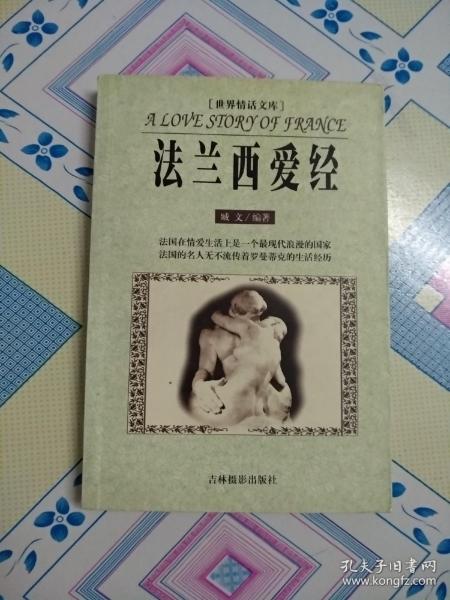 [世界情话文库]
A LOVE STORY OF FRANCE
法兰西爱经
臧 文/编著
法国在情爱生活上是一个最现代浪漫的国家
法国的名人无不流传着罗曼蒂克的生活经历
吉林摄影出版社
孔夫子旧书网
www.kongfz.com